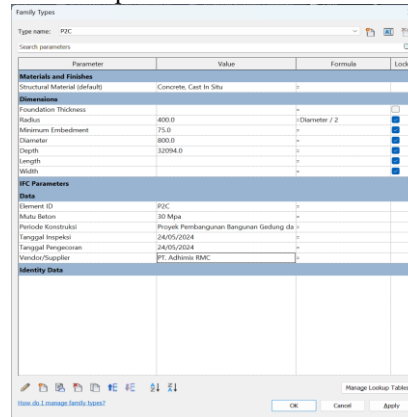 Family Types
Type name: P2C
Search parameters
Parameter Value Formula Lock
Materials and Finishes
Structural Material (default) Concrete, Cast In Situ =
Dimensions
Foundation Thickness =
Radius 400.0 =Diameter / 2
Minimum Embedment 75.0 =
Diameter 800.0 =
Depth 32094.0 =
Length =
Width =
IFC Parameters
Data
Element ID P2C =
Mutu Beton 30 Mpa =
Periode Konstruksi Proyek Pembangunan Bangunan Gedung da =
Tanggal Inspeksi 24/05/2024 =
Tanggal Pengecoran 24/05/2024 =
Vendor/Supplier PT. Adhimix RMC =
Identity Data
Manage Lookup Tables
How do I manage family types?
OK Cancel Apply